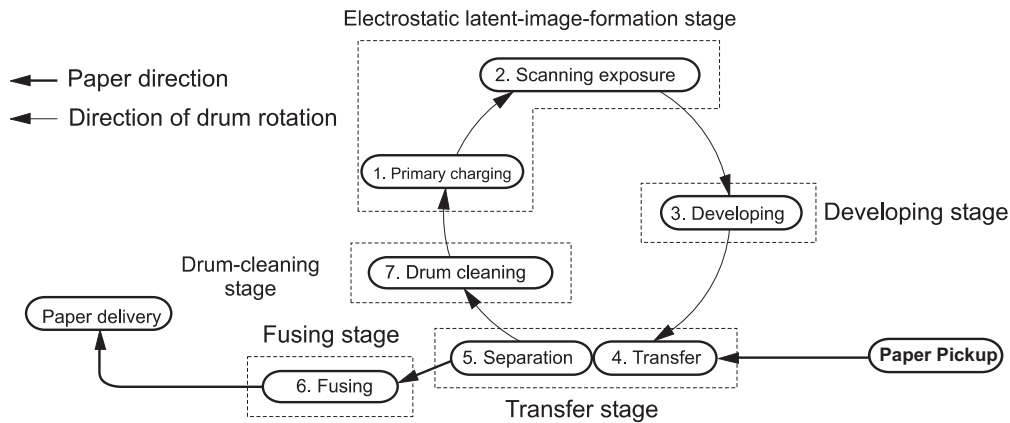 Electrostatic latent-image-formation stage
Paper direction
Direction of drum rotation
2. Scanning exposure
1. Primary charging
3. Developing
Developing stage
Drum-cleaning
stage
7. Drum cleaning
Paper delivery
Fusing stage
5. Separation
4. Transfer
Paper Pickup
6. Fusing
Transfer stage